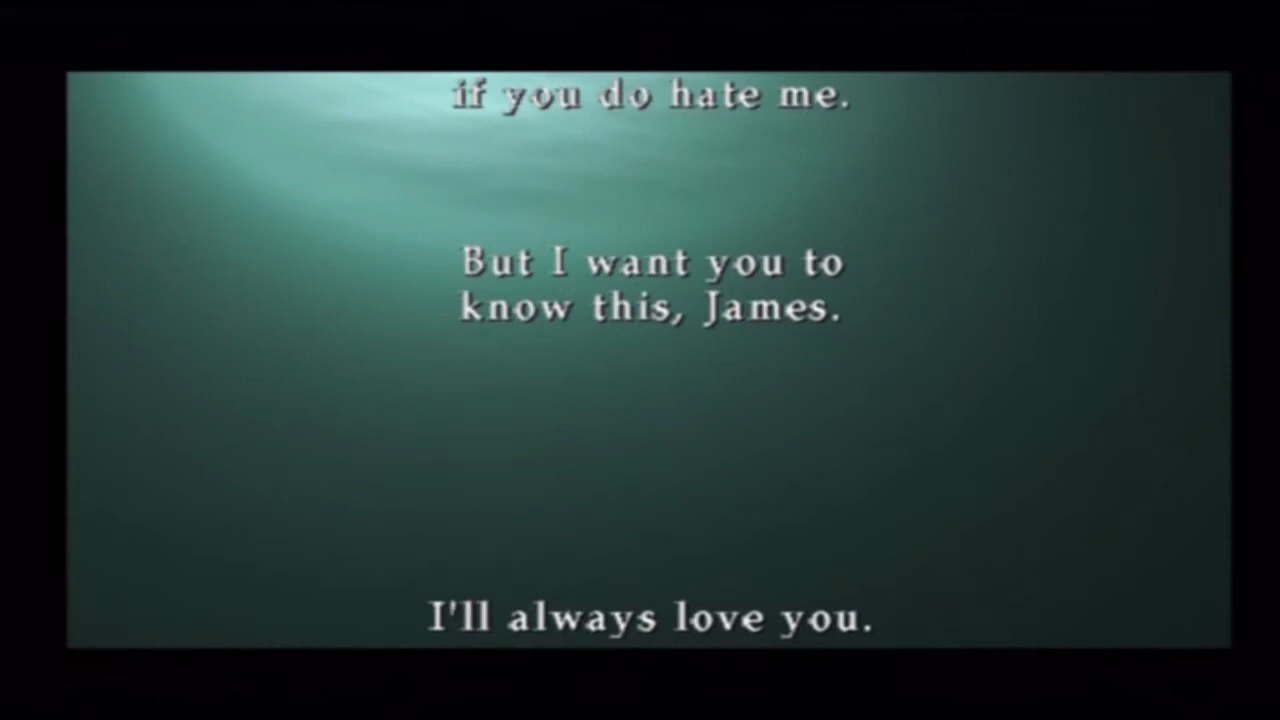 if you do hate me.
But I want you to
know this, James.
I'll always love you.